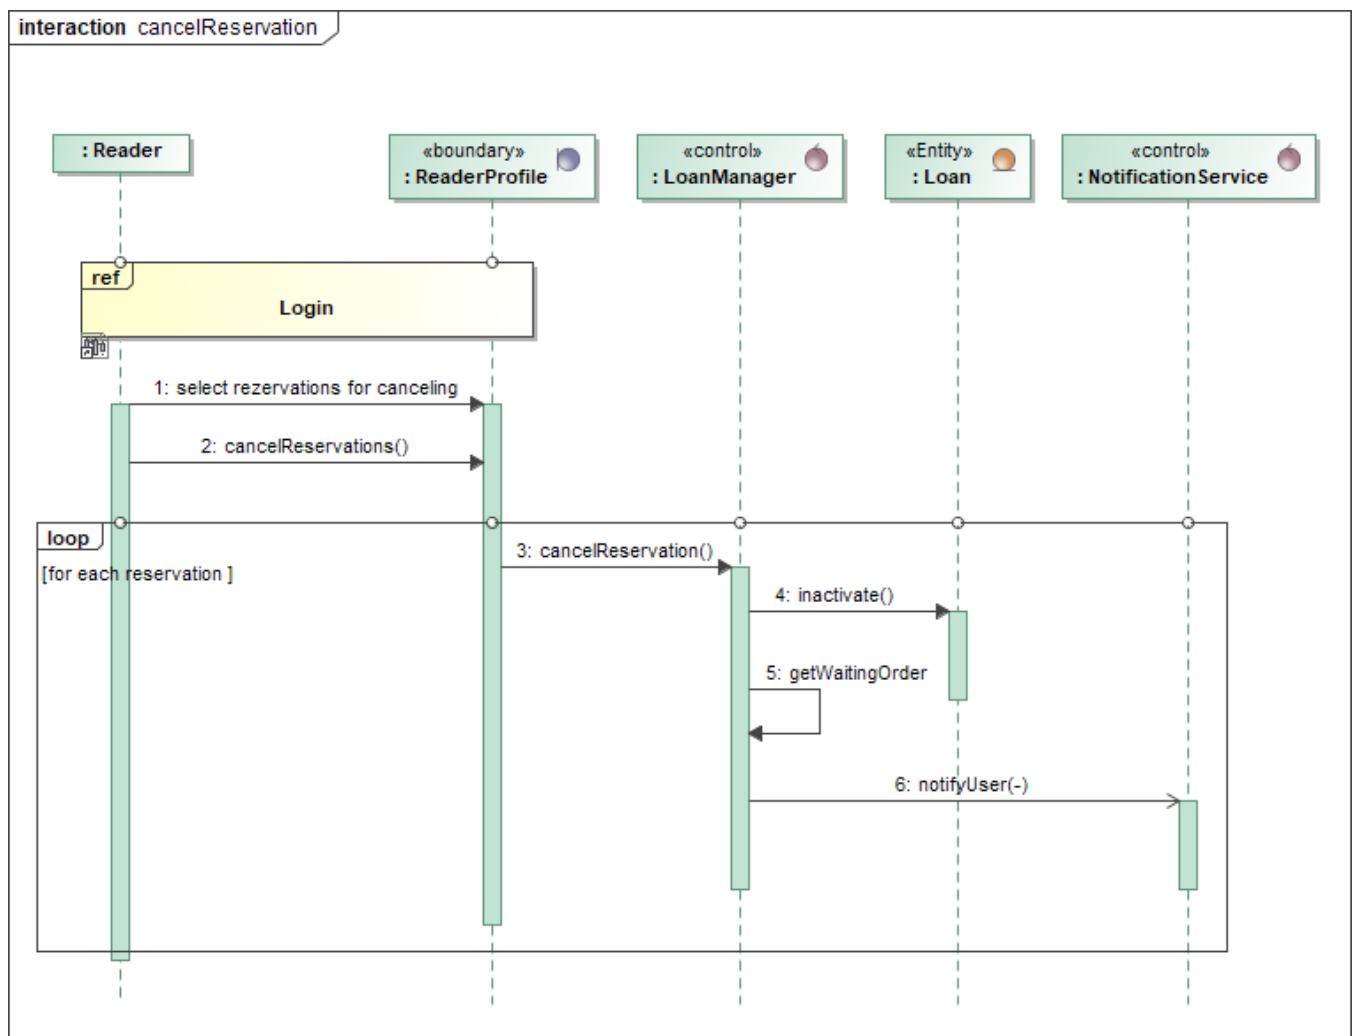 interaction cancelReservation
: Reader
«boundary»
: ReaderProfile
«control»
: LoanManager
«Entity»
: Loan
«control»
: NotificationService
ref
Login
1: select rezervations for canceling
2: cancelReservations()
loop
[for each reservation ]
3: cancelReservation()
4: inactivate()
5: getWaitingOrder
6: notifyUser(-)